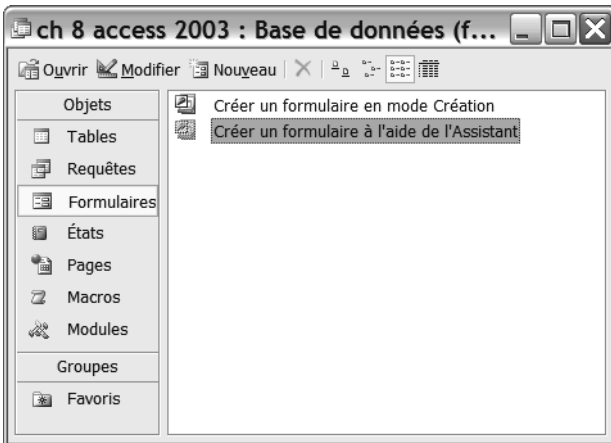 ch 8 access 2003 : Base de données (f...
Ouvrir Modifier Nouveau
Objets
Tables
Requêtes
Formulaires
États
Pages
Macros
Modules
Groupes
Favoris
Créer un formulaire en mode Création
Créer un formulaire à l'aide de l'Assistant